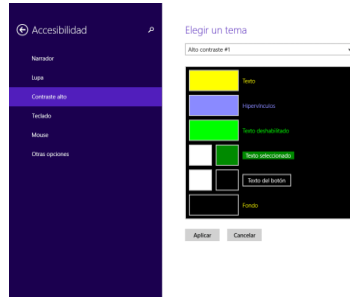 Accesibilidad
Narrador
Lupa
Contraste alto
Teclado
Mouse
Otras opciones
Elegir un tema
Alto contraste #1
Texto
Hipervínculos
Texto deshabilitado
Texto seleccionado
Texto del botón
Fondo
Aplicar
Cancelar